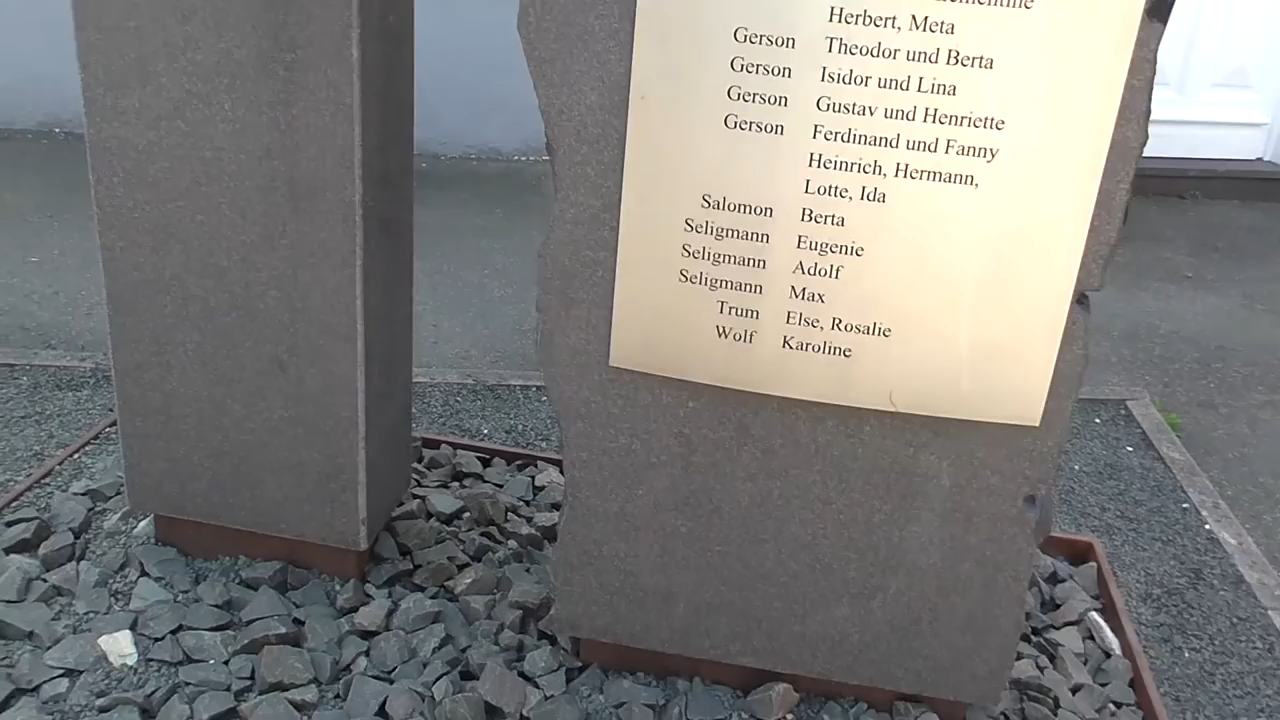 Herbert, Meta
Gerson Theodor und Berta
Gerson Isidor und Lina
Gerson Gustav und Henriette
Gerson Ferdinand und Fanny
Heinrich, Hermann,
Lotte, Ida
Salomon Berta
Seligmann Eugenie
Seligmann Adolf
Seligmann Max
Trum Else, Rosalie
Wolf Karoline